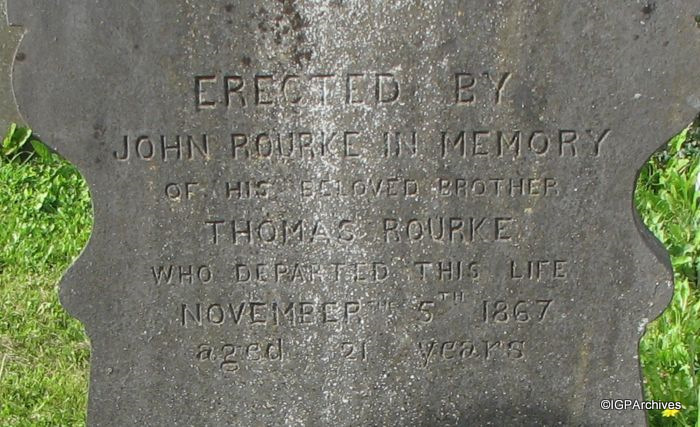 ERECTED BY
JOHN ROURKE IN MEMORY
OF HIS BELOVED BROTHER
THOMAS ROURKE
WHO DEPARTED THIS LIFE
NOVEMBER THE 5TH 1867
aged 21 years
©IGPArchives